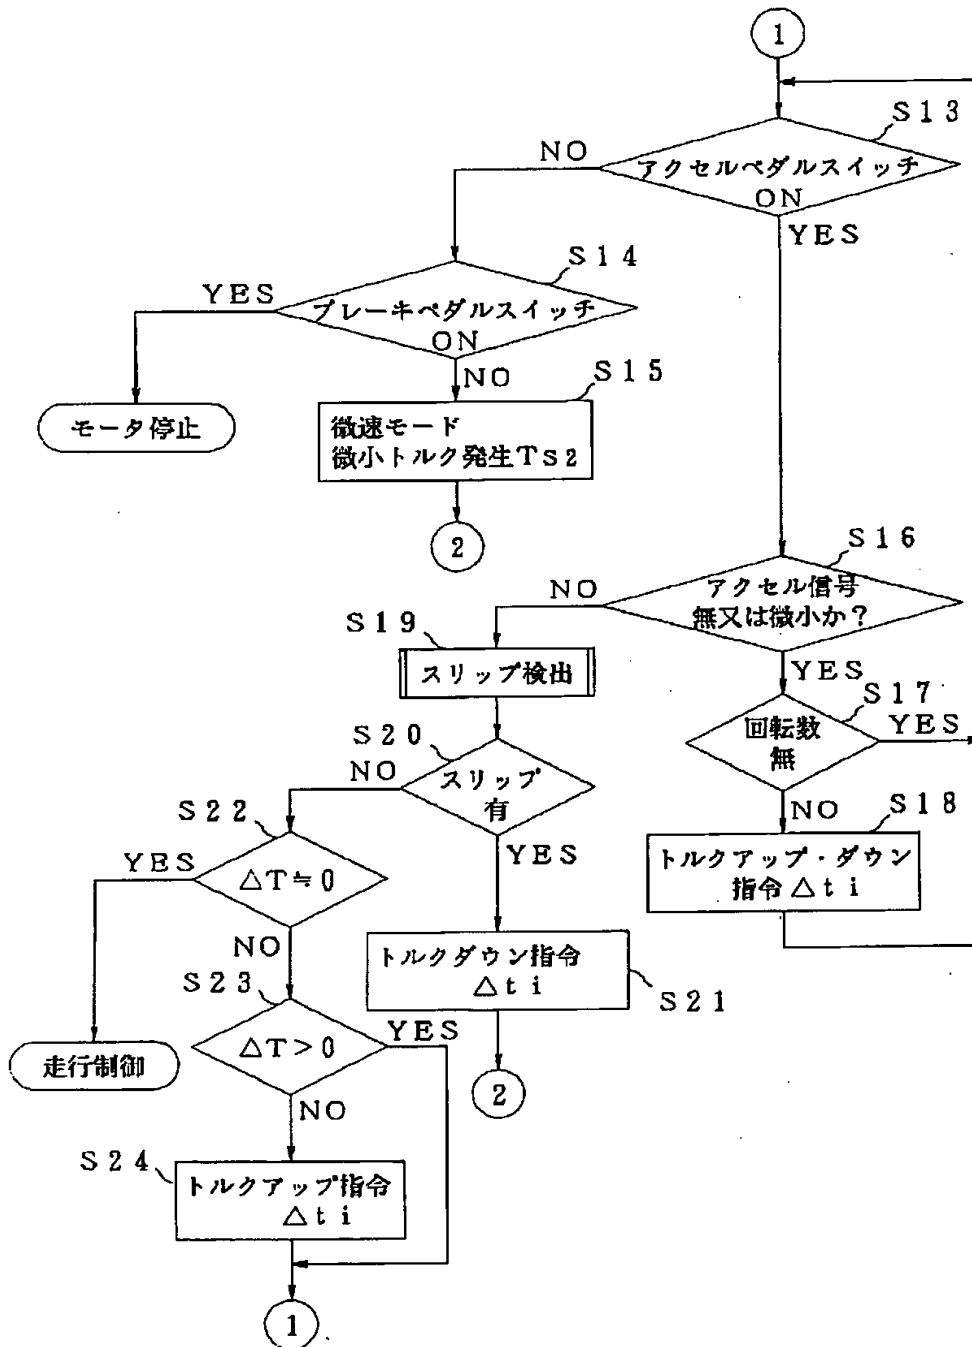 1
S13
NO
アクセルペダルスイッチ
ON
YES
S14
YES
ブレーキペダルスイッチ
ON
NO
S15
モータ停止
微速モード
微小トルク発生Ts2
2
S16
NO
アクセル信号
無又は微小か?
S19
YES
スリップ検出
S17
回転数
無
YES
S20
NO
スリップ
有
S22
NO
S18
YES
YES
トルクアップ・ダウン
指令△ti
△T≒0
NO
トルクダウン指令
△ti
S23
S21
YES
走行制御
△T>0
2
NO
S24
トルクアップ指令
△ti
1